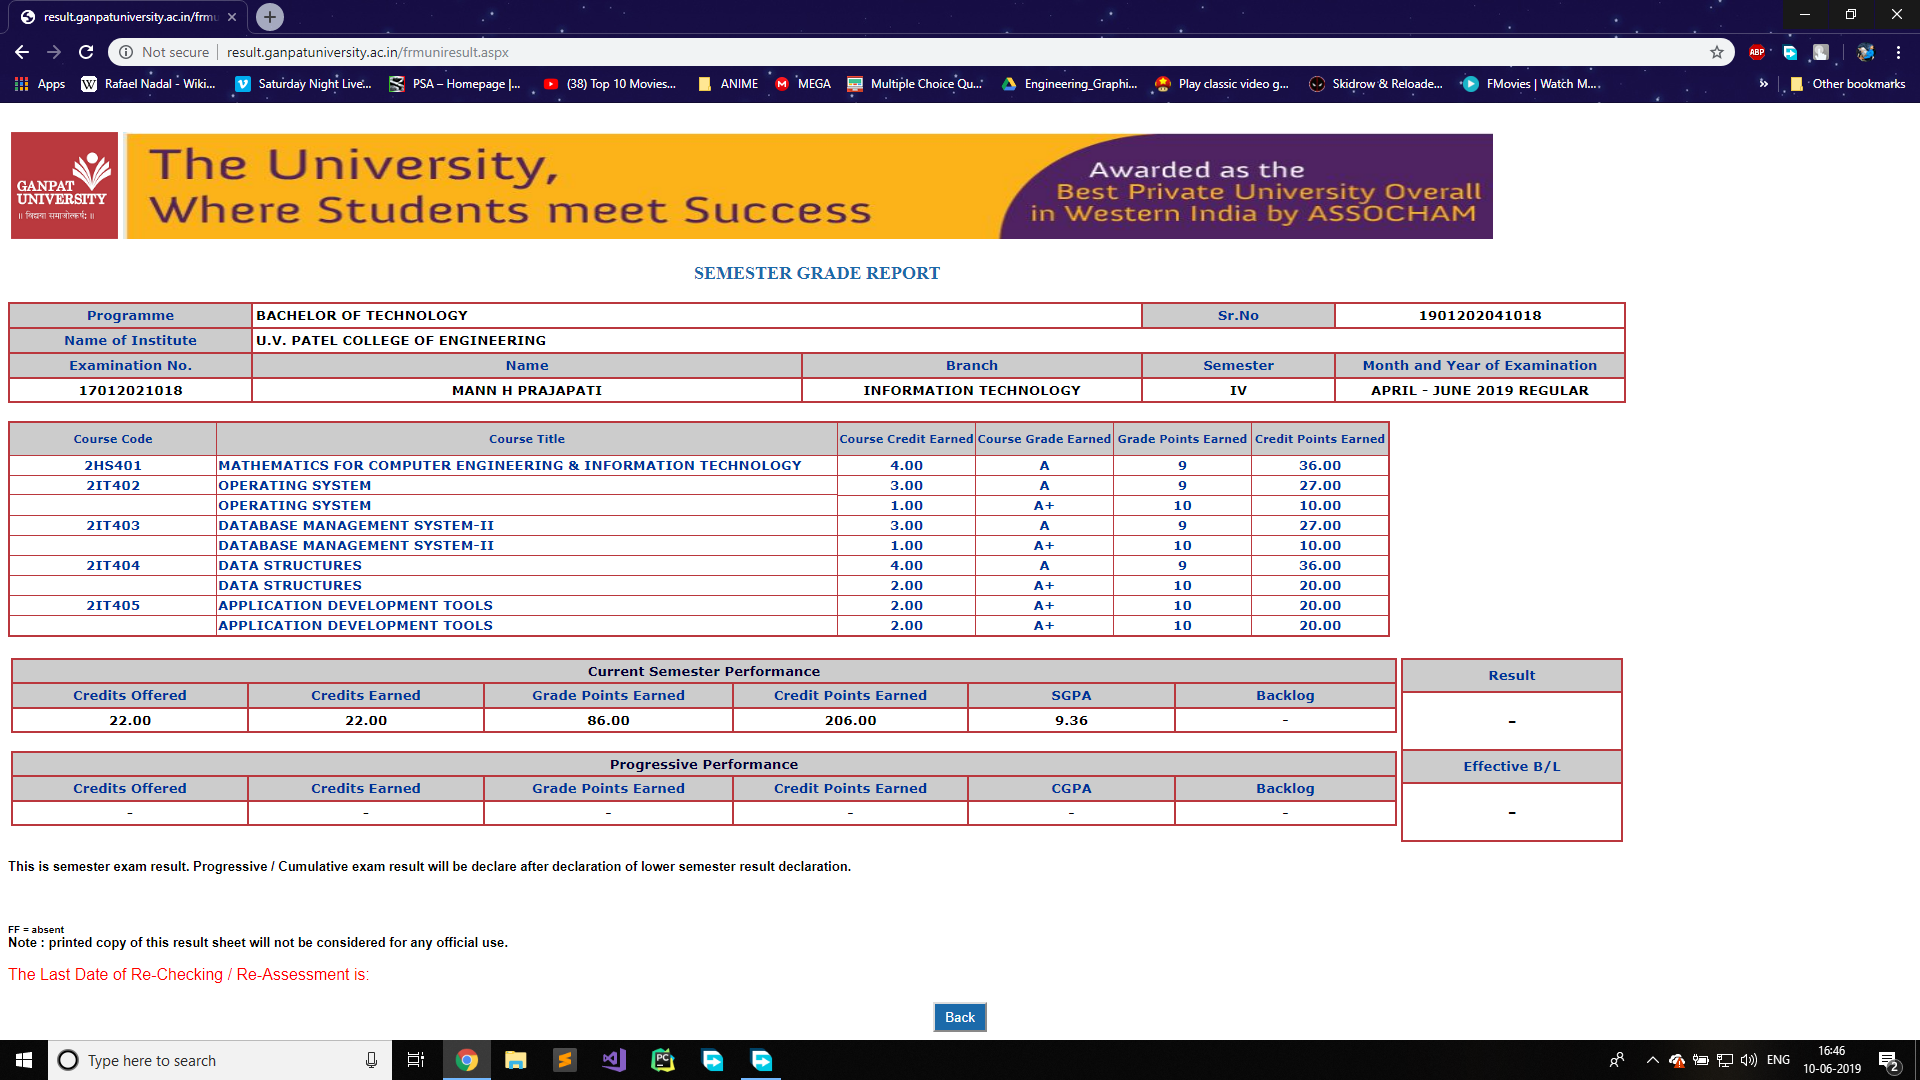 result.ganpatuniversity.ac.in/frmu
Not secure | result.ganpatuniversity.ac.in/frmuniresult.aspx
ABP
Apps Rafael Nadal - Wiki... Saturday Night Live... PSA – Homepage |... (38) Top 10 Movies... ANIME MEGA Multiple Choice Qu... Engineering_Graphi... Play classic video g... Skidrow & Reloade... FMovies | Watch M... » Other bookmarks
GANPAT
UNIVERSITY
॥ विद्यया समाजोत्कर्षः ॥
The University,
Where Students meet Success
Awarded as the
Best Private University Overall
in Western India by ASSOCHAM
SEMESTER GRADE REPORT
Programme BACHELOR OF TECHNOLOGY Sr.No 1901202041018
Name of Institute U.V. PATEL COLLEGE OF ENGINEERING
Examination No. Name Branch Semester Month and Year of Examination
17012021018 MANN H PRAJAPATI INFORMATION TECHNOLOGY IV APRIL - JUNE 2019 REGULAR
Course Code Course Title Course Credit Earned Course Grade Earned Grade Points Earned Credit Points Earned
2HS401 MATHEMATICS FOR COMPUTER ENGINEERING & INFORMATION TECHNOLOGY 4.00 A 9 36.00
2IT402 OPERATING SYSTEM 3.00 A 9 27.00
OPERATING SYSTEM 1.00 A+ 10 10.00
2IT403 DATABASE MANAGEMENT SYSTEM-II 3.00 A 9 27.00
DATABASE MANAGEMENT SYSTEM-II 1.00 A+ 10 10.00
2IT404 DATA STRUCTURES 4.00 A 9 36.00
DATA STRUCTURES 2.00 A+ 10 20.00
2IT405 APPLICATION DEVELOPMENT TOOLS 2.00 A+ 10 20.00
APPLICATION DEVELOPMENT TOOLS 2.00 A+ 10 20.00
Current Semester Performance
Credits Offered Credits Earned Grade Points Earned Credit Points Earned SGPA Backlog
22.00 22.00 86.00 206.00 9.36 -
Result
-
Progressive Performance
Credits Offered Credits Earned Grade Points Earned Credit Points Earned CGPA Backlog
- - - - - -
Effective B/L
-
This is semester exam result. Progressive / Cumulative exam result will be declare after declaration of lower semester result declaration.
FF = absent
Note : printed copy of this result sheet will not be considered for any official use.
The Last Date of Re-Checking / Re-Assessment is:
Back
Type here to search
PC
ENG
16:46
10-06-2019
2